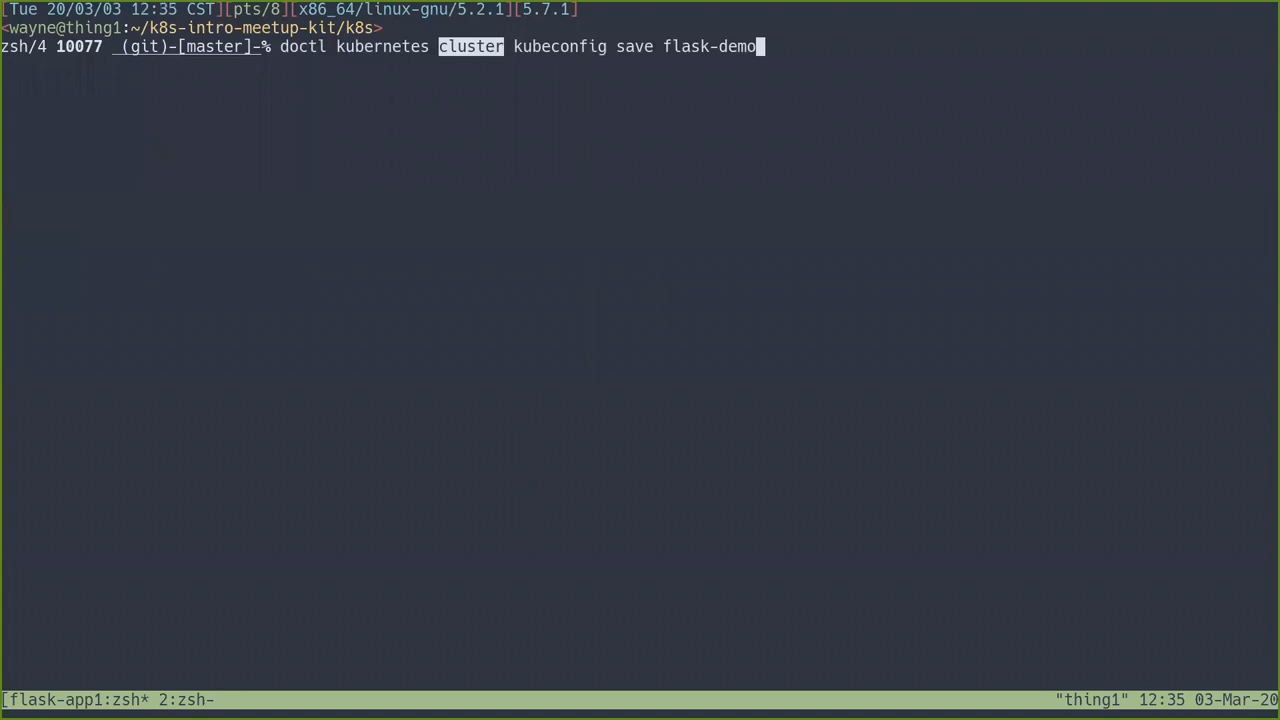 [Tue 20/03/03 12:35 CST][pts/8][x86_64/linux-gnu/5.2.1][5.7.1]
<wayne@thing1:~/k8s-intro-meetup-kit/k8s>
zsh/4 10077 _(git)-[master]-% doctl kubernetes cluster kubeconfig save flask-demo
[flask-app1:zsh* 2:zsh- "thing1" 12:35 03-Mar-20